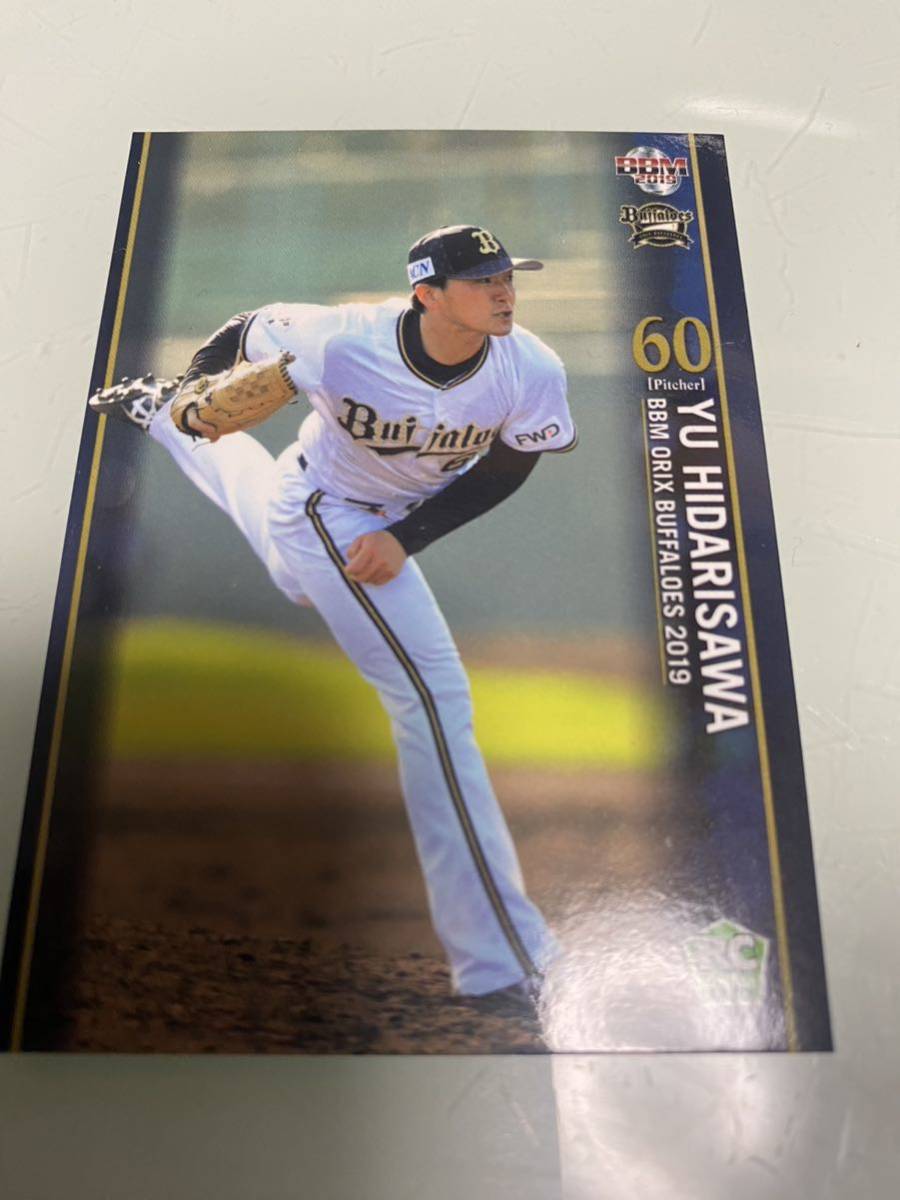 BBM
2019
Buffaloes
60
[Pitcher]
YU HIDARISAWA
BBM ORIX BUFFALOES 2019
B
Buffaloes
FWD